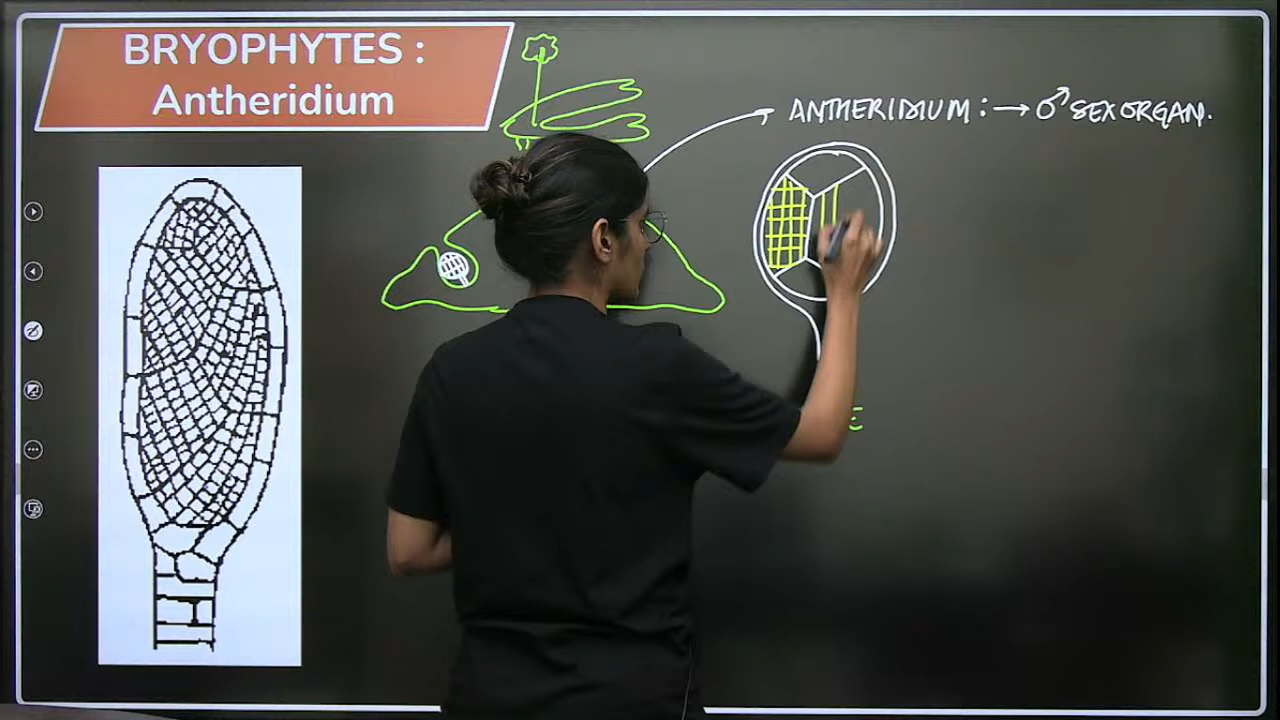 BRYOPHYTES :
Antheridium
ANTHERIDIUM : → ♂ SEX ORGAN.